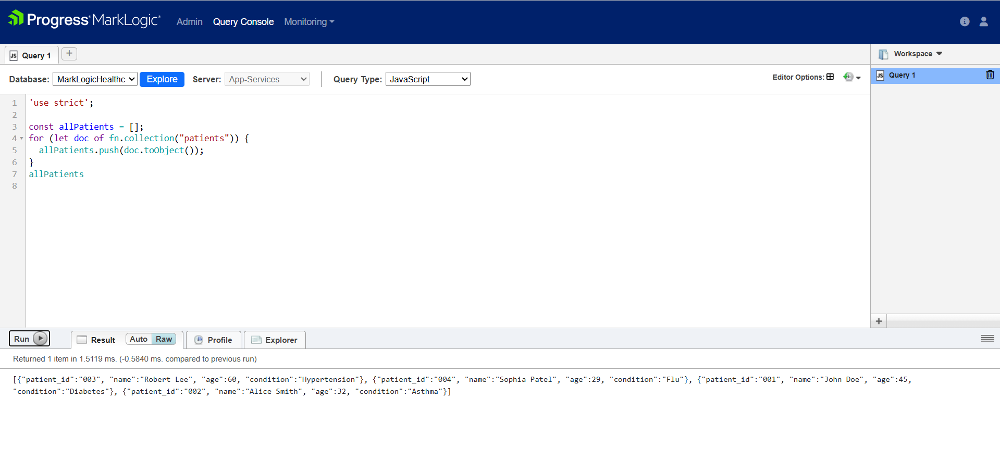 Progress MarkLogic Admin Query Console Monitoring
JS Query 1 +
Workspace
Database: MarkLogicHealthc Explore Server: App-Services Query Type: JavaScript Editor Options:
JS Query 1
1 'use strict';
2
3 const allPatients = [];
4 for (let doc of fn.collection("patients")) {
5 allPatients.push(doc.toObject());
6 }
7 allPatients
8
+
Run Result Auto Raw Profile Explorer
Returned 1 item in 1.5119 ms. (-0.5840 ms. compared to previous run)
[{"patient_id":"003", "name":"Robert Lee", "age":60, "condition":"Hypertension"}, {"patient_id":"004", "name":"Sophia Patel", "age":29, "condition":"Flu"}, {"patient_id":"001", "name":"John Doe", "age":45,
"condition":"Diabetes"}, {"patient_id":"002", "name":"Alice Smith", "age":32, "condition":"Asthma"}]